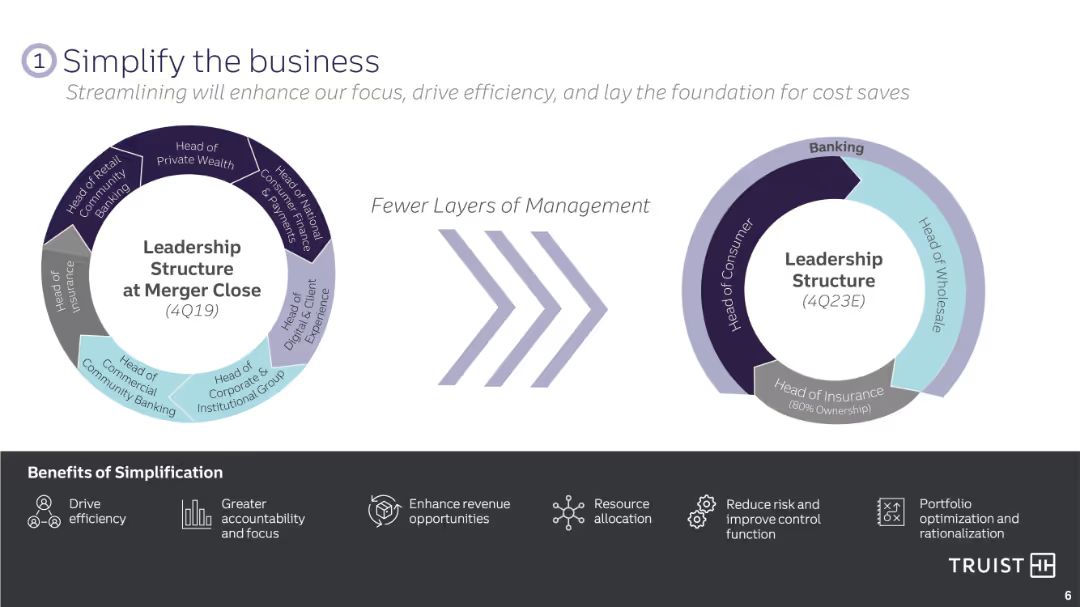 1 Simplify the business
Streamlining will enhance our focus, drive efficiency, and lay the foundation for cost saves
Head of
Private Wealth
Head of National
Consumer Finance
& Payments
Head of
Digital & Client
Experience
Head of
Corporate &
Institutional Group
Head of
Commercial
Community Banking
Head of
Insurance
Head of Retail
Community
Banking
Leadership
Structure
at Merger Close
(4Q19)
Fewer Layers of Management
Banking
Head of Consumer
Head of Wholesale
Head of Insurance
(80% Ownership)
Leadership
Structure
(4Q23E)
Benefits of Simplification
Drive
efficiency
Greater
accountability
and focus
Enhance revenue
opportunities
Resource
allocation
Reduce risk and
improve control
function
Portfolio
optimization and
rationalization
TRUIST
6